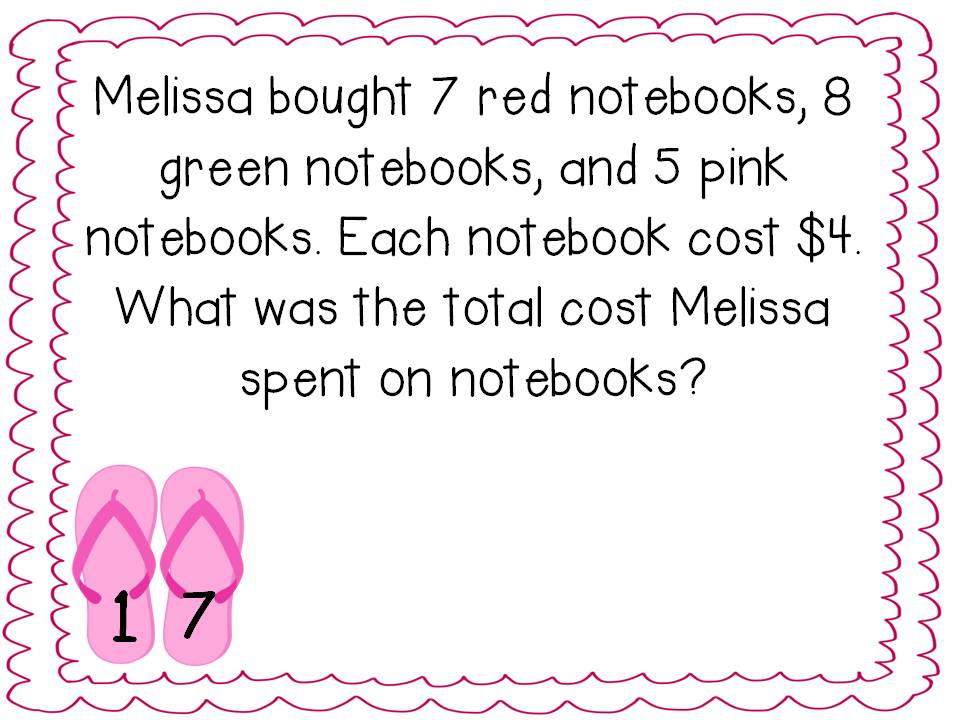 Melissa bought 7 red notebooks, 8
green notebooks, and 5 pink
notebooks. Each notebook cost $4.
What was the total cost Melissa
spent on notebooks?
1 7